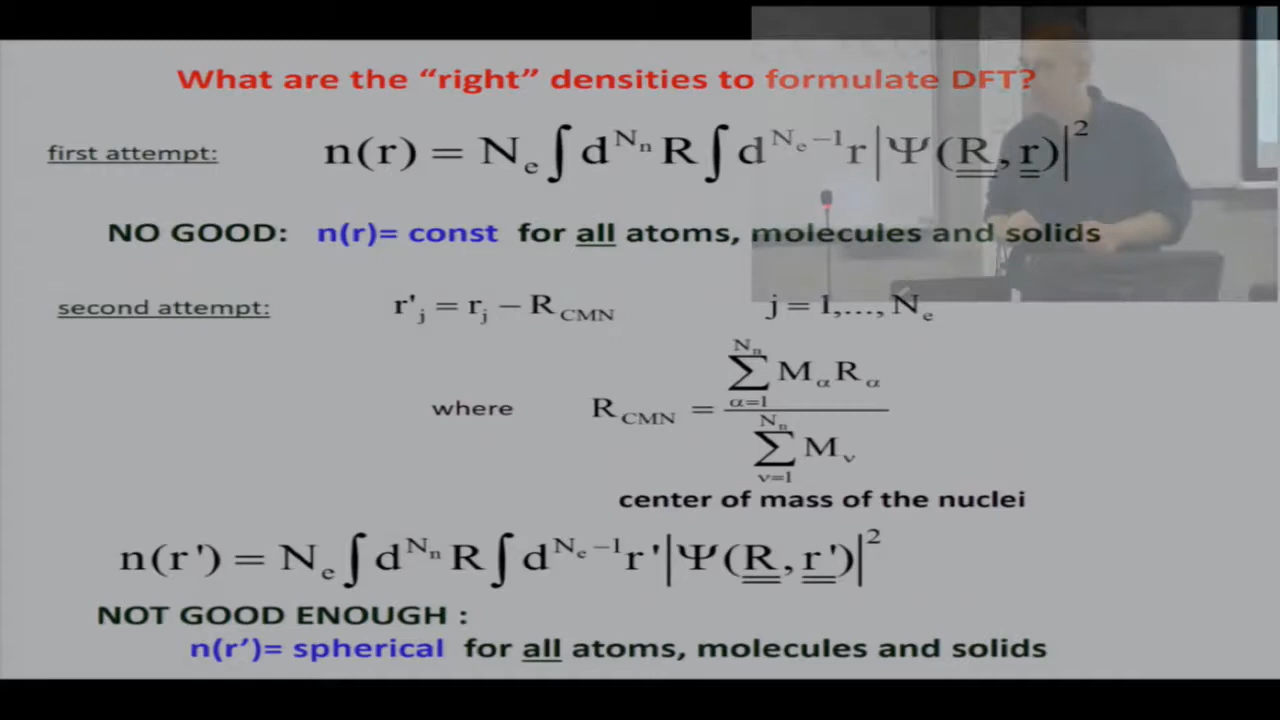 What are the “right” densities to formulate DFT?
first attempt: n(r) = N_e ∫ d^{N_n} R ∫ d^{N_e −1} r |Ψ(R, r)|^2
NO GOOD: n(r)= const for all atoms, molecules and solids
second attempt: r'_j = r_j − R_CMN j = 1,..., N_e
where R_CMN = \frac{\sum_{α=1}^{N_n} M_α R_α}{\sum_{ν=1}^{N_n} M_ν}
center of mass of the nuclei
n(r') = N_e ∫ d^{N_n} R ∫ d^{N_e −1} r' |Ψ(R, r')|^2
NOT GOOD ENOUGH :
n(r’)= spherical for all atoms, molecules and solids